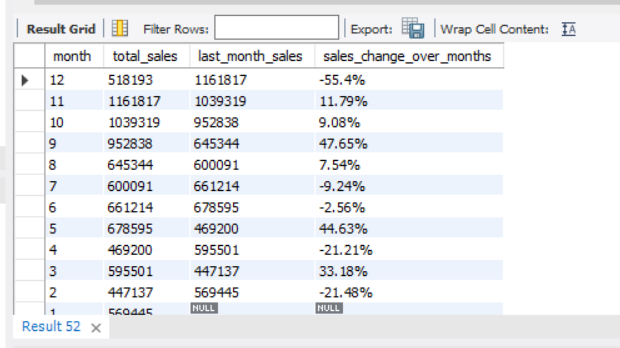 Result Grid Filter Rows: Export: Wrap Cell Content: IA
month total_sales last_month_sales sales_change_over_months
12 518193 1161817 -55.4%
11 1161817 1039319 11.79%
10 1039319 952838 9.08%
9 952838 645344 47.65%
8 645344 600091 7.54%
7 600091 661214 -9.24%
6 661214 678595 -2.56%
5 678595 469200 44.63%
4 469200 595501 -21.21%
3 595501 447137 33.18%
2 447137 569445 -21.48%
1 569445 NULL NULL
Result 52 ×